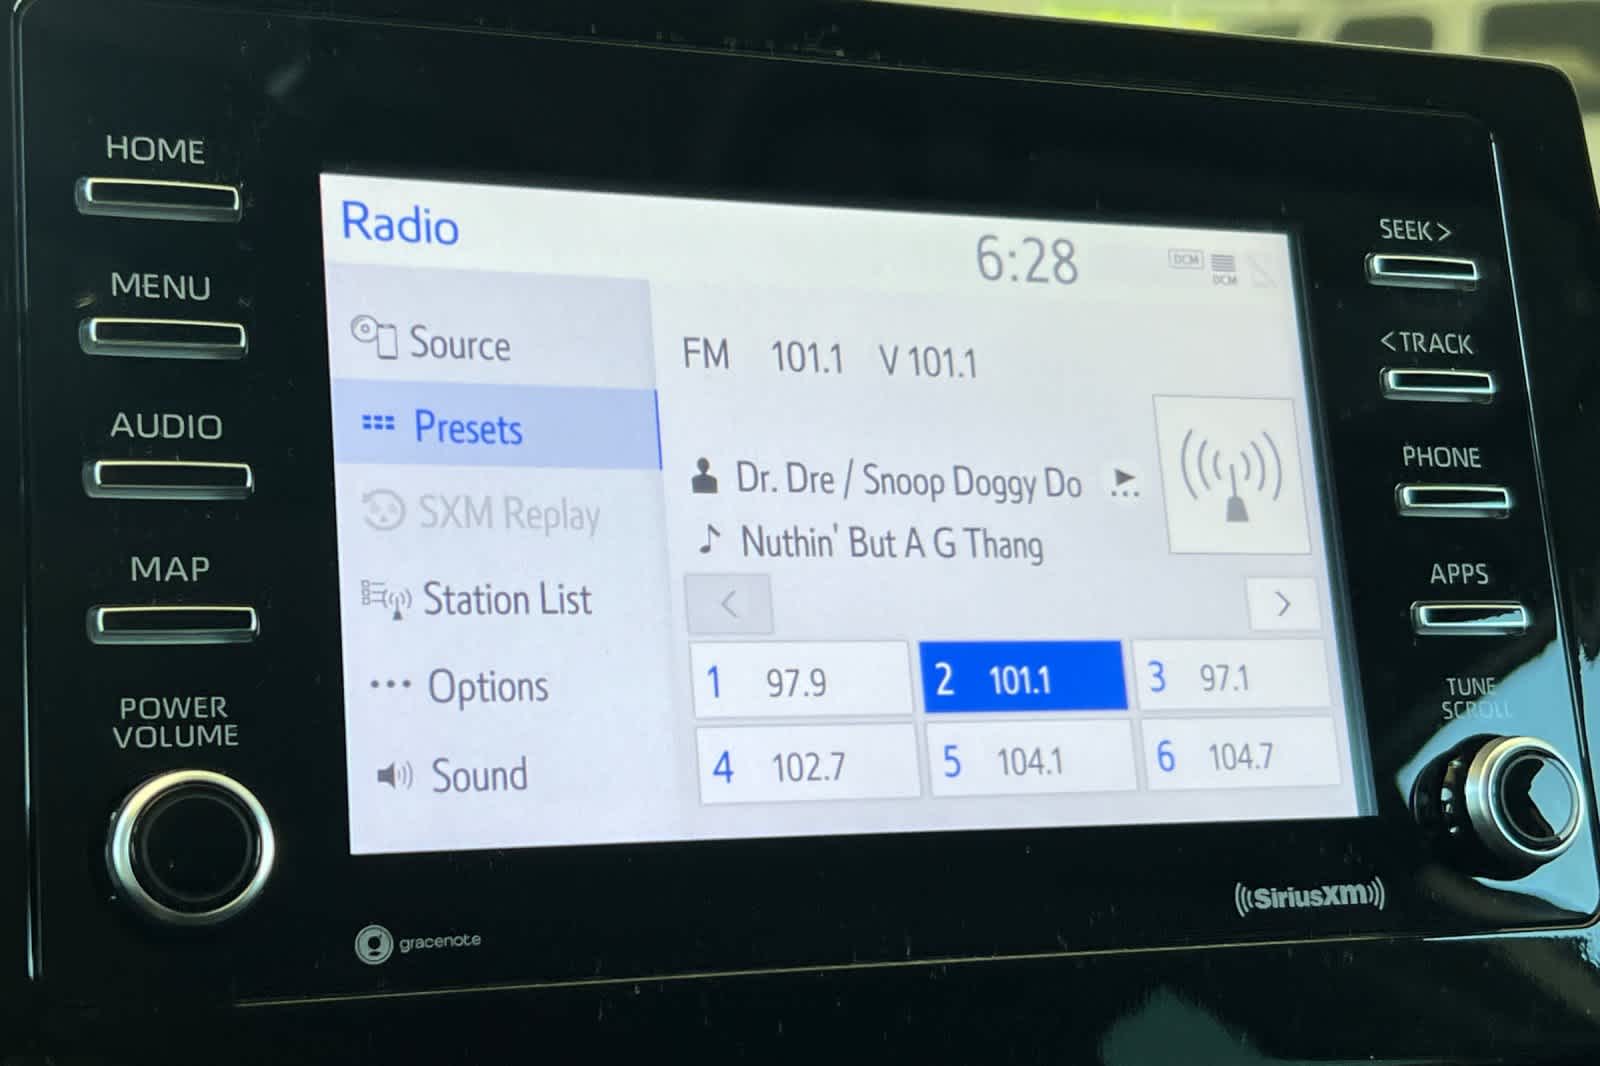 HOME
MENU
AUDIO
MAP
POWER
VOLUME
Radio
6:28
DCM
DCM
Source
Presets
SXM Replay
Station List
Options
Sound
FM 101.1 V 101.1
Dr. Dre / Snoop Doggy Do
Nuthin' But A G Thang
1 97.9
2 101.1
3 97.1
4 102.7
5 104.1
6 104.7
SEEK >
< TRACK
PHONE
APPS
TUNE
SCROLL
gracenote
SiriusXM